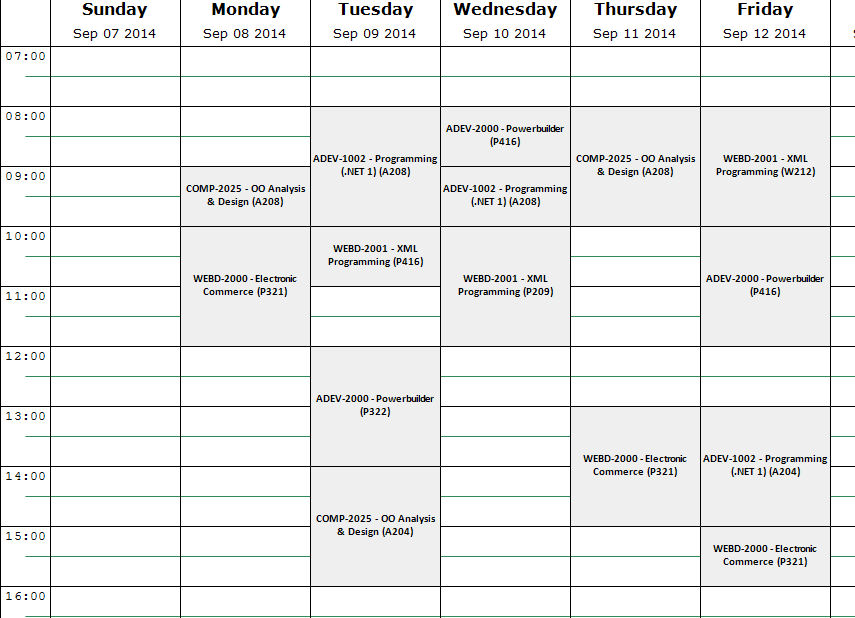 Sunday Monday Tuesday Wednesday Thursday Friday
Sep 07 2014 Sep 08 2014 Sep 09 2014 Sep 10 2014 Sep 11 2014 Sep 12 2014
07:00
08:00
ADEV-1002 - Programming
(.NET 1) (A208)
ADEV-2000 - Powerbuilder
(P416)
COMP-2025 - OO Analysis
& Design (A208)
WEBD-2001 - XML
Programming (W212)
09:00
COMP-2025 - OO Analysis
& Design (A208)
ADEV-1002 - Programming
(.NET 1) (A208)
10:00
WEBD-2000 - Electronic
Commerce (P321)
WEBD-2001 - XML
Programming (P416)
WEBD-2001 - XML
Programming (P209)
ADEV-2000 - Powerbuilder
(P416)
11:00
12:00
ADEV-2000 - Powerbuilder
(P322)
13:00
WEBD-2000 - Electronic
Commerce (P321)
ADEV-1002 - Programming
(.NET 1) (A204)
14:00
COMP-2025 - OO Analysis
& Design (A204)
15:00
WEBD-2000 - Electronic
Commerce (P321)
16:00